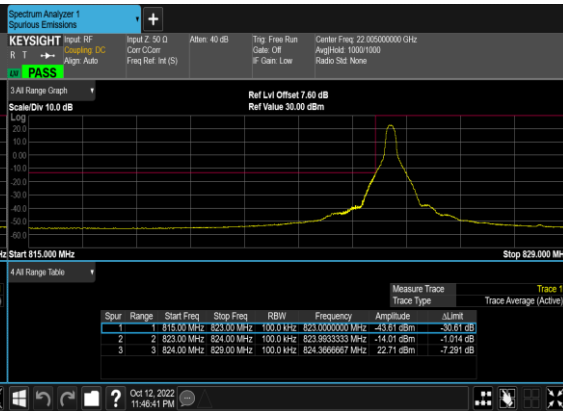 Spectrum Analyzer 1
Spurious Emissions
+
KEYSIGHT Input: RF Input Z: 50 Ω Atten: 40 dB Trig: Free Run Center Freq: 22.005000000 GHz
R T Coupling: DC Corr CCorr Gate: Off Avg|Hold: 1000/1000
Align: Auto Freq Ref: Int (S) IF Gain: Low Radio Std: None
PASS
3 All Range Graph
Ref Lvl Offset 7.60 dB
Scale/Div 10.0 dB Ref Value 30.00 dBm
Log
20.0
10.0
0.00
-10.0
-20.0
-30.0
-40.0
-50.0
-60.0
Hz Start 815.000 MHz Stop 829.000 MH
4 All Range Table
Measure Trace Trace 1
Trace Type Trace Average (Active)
Spur Range Start Freq Stop Freq RBW Frequency Amplitude ΔLimit
1 1 815.00 MHz 823.00 MHz 100.0 kHz 823.0000000 MHz -43.61 dBm -30.61 dB
2 2 823.00 MHz 824.00 MHz 100.0 kHz 823.9933333 MHz -14.01 dBm -1.014 dB
3 3 824.00 MHz 829.00 MHz 100.0 kHz 824.3666667 MHz 22.71 dBm -7.291 dB
? Oct 12, 2022
11:46:41 PM